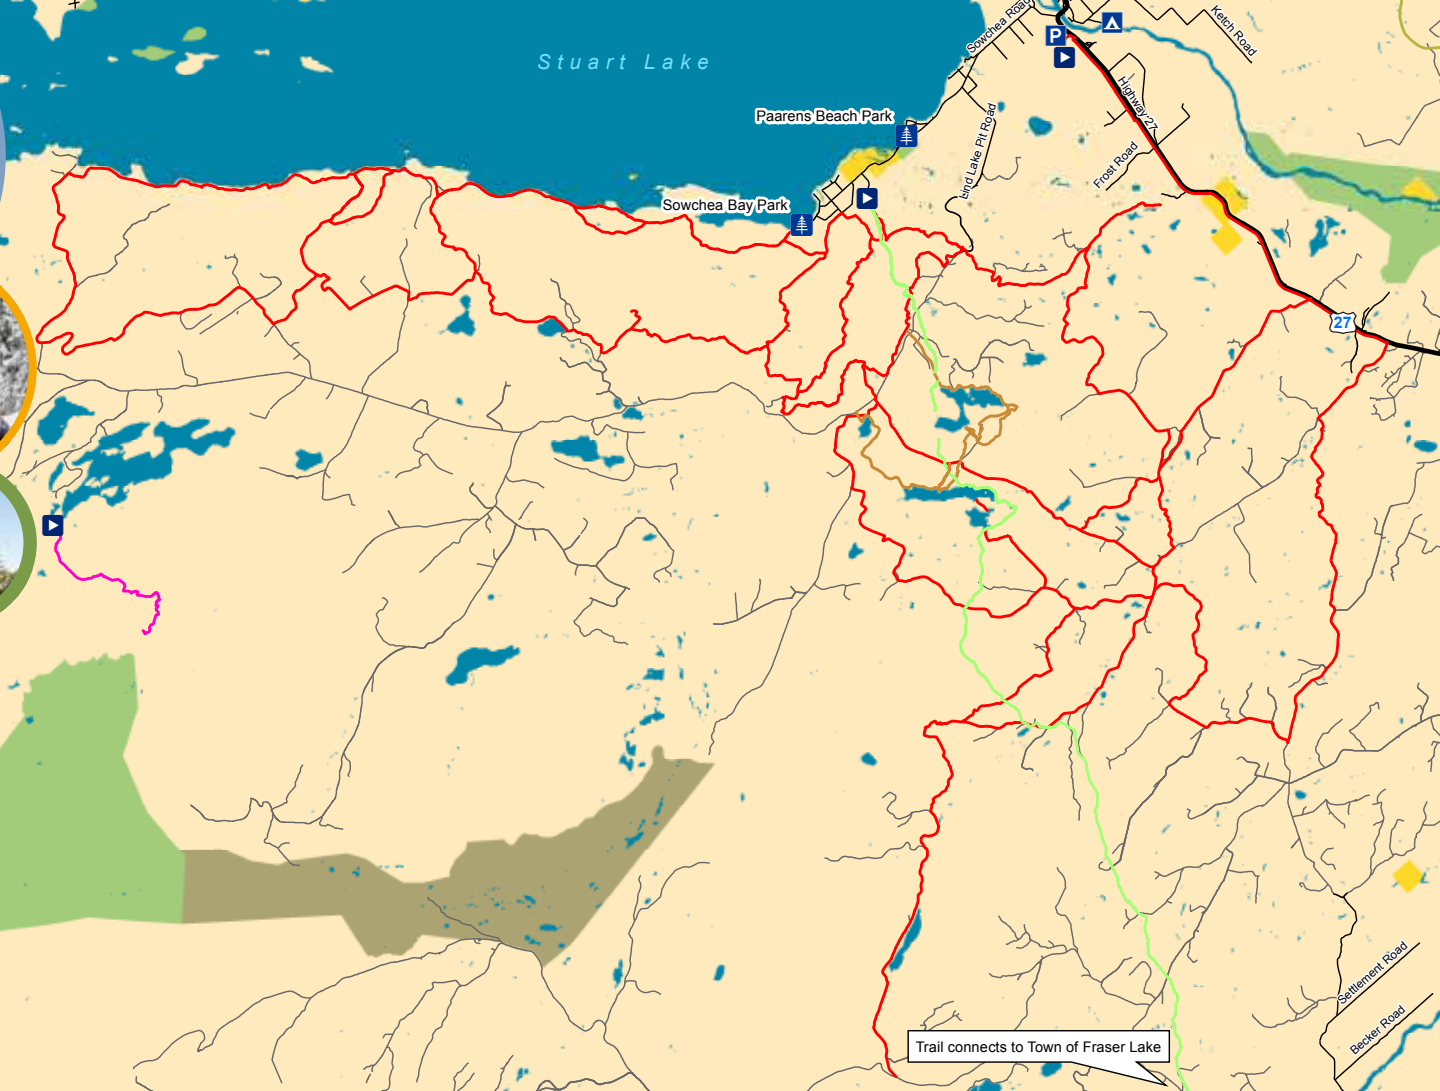 Stuart Lake
Sowchea Road
Ketch Road
P
Highway 27
Paarens Beach Park
Lind Lake Pit Road
Frost Road
Sowchea Bay Park
27
Settlement Road
Becker Road
Trail connects to Town of Fraser Lake